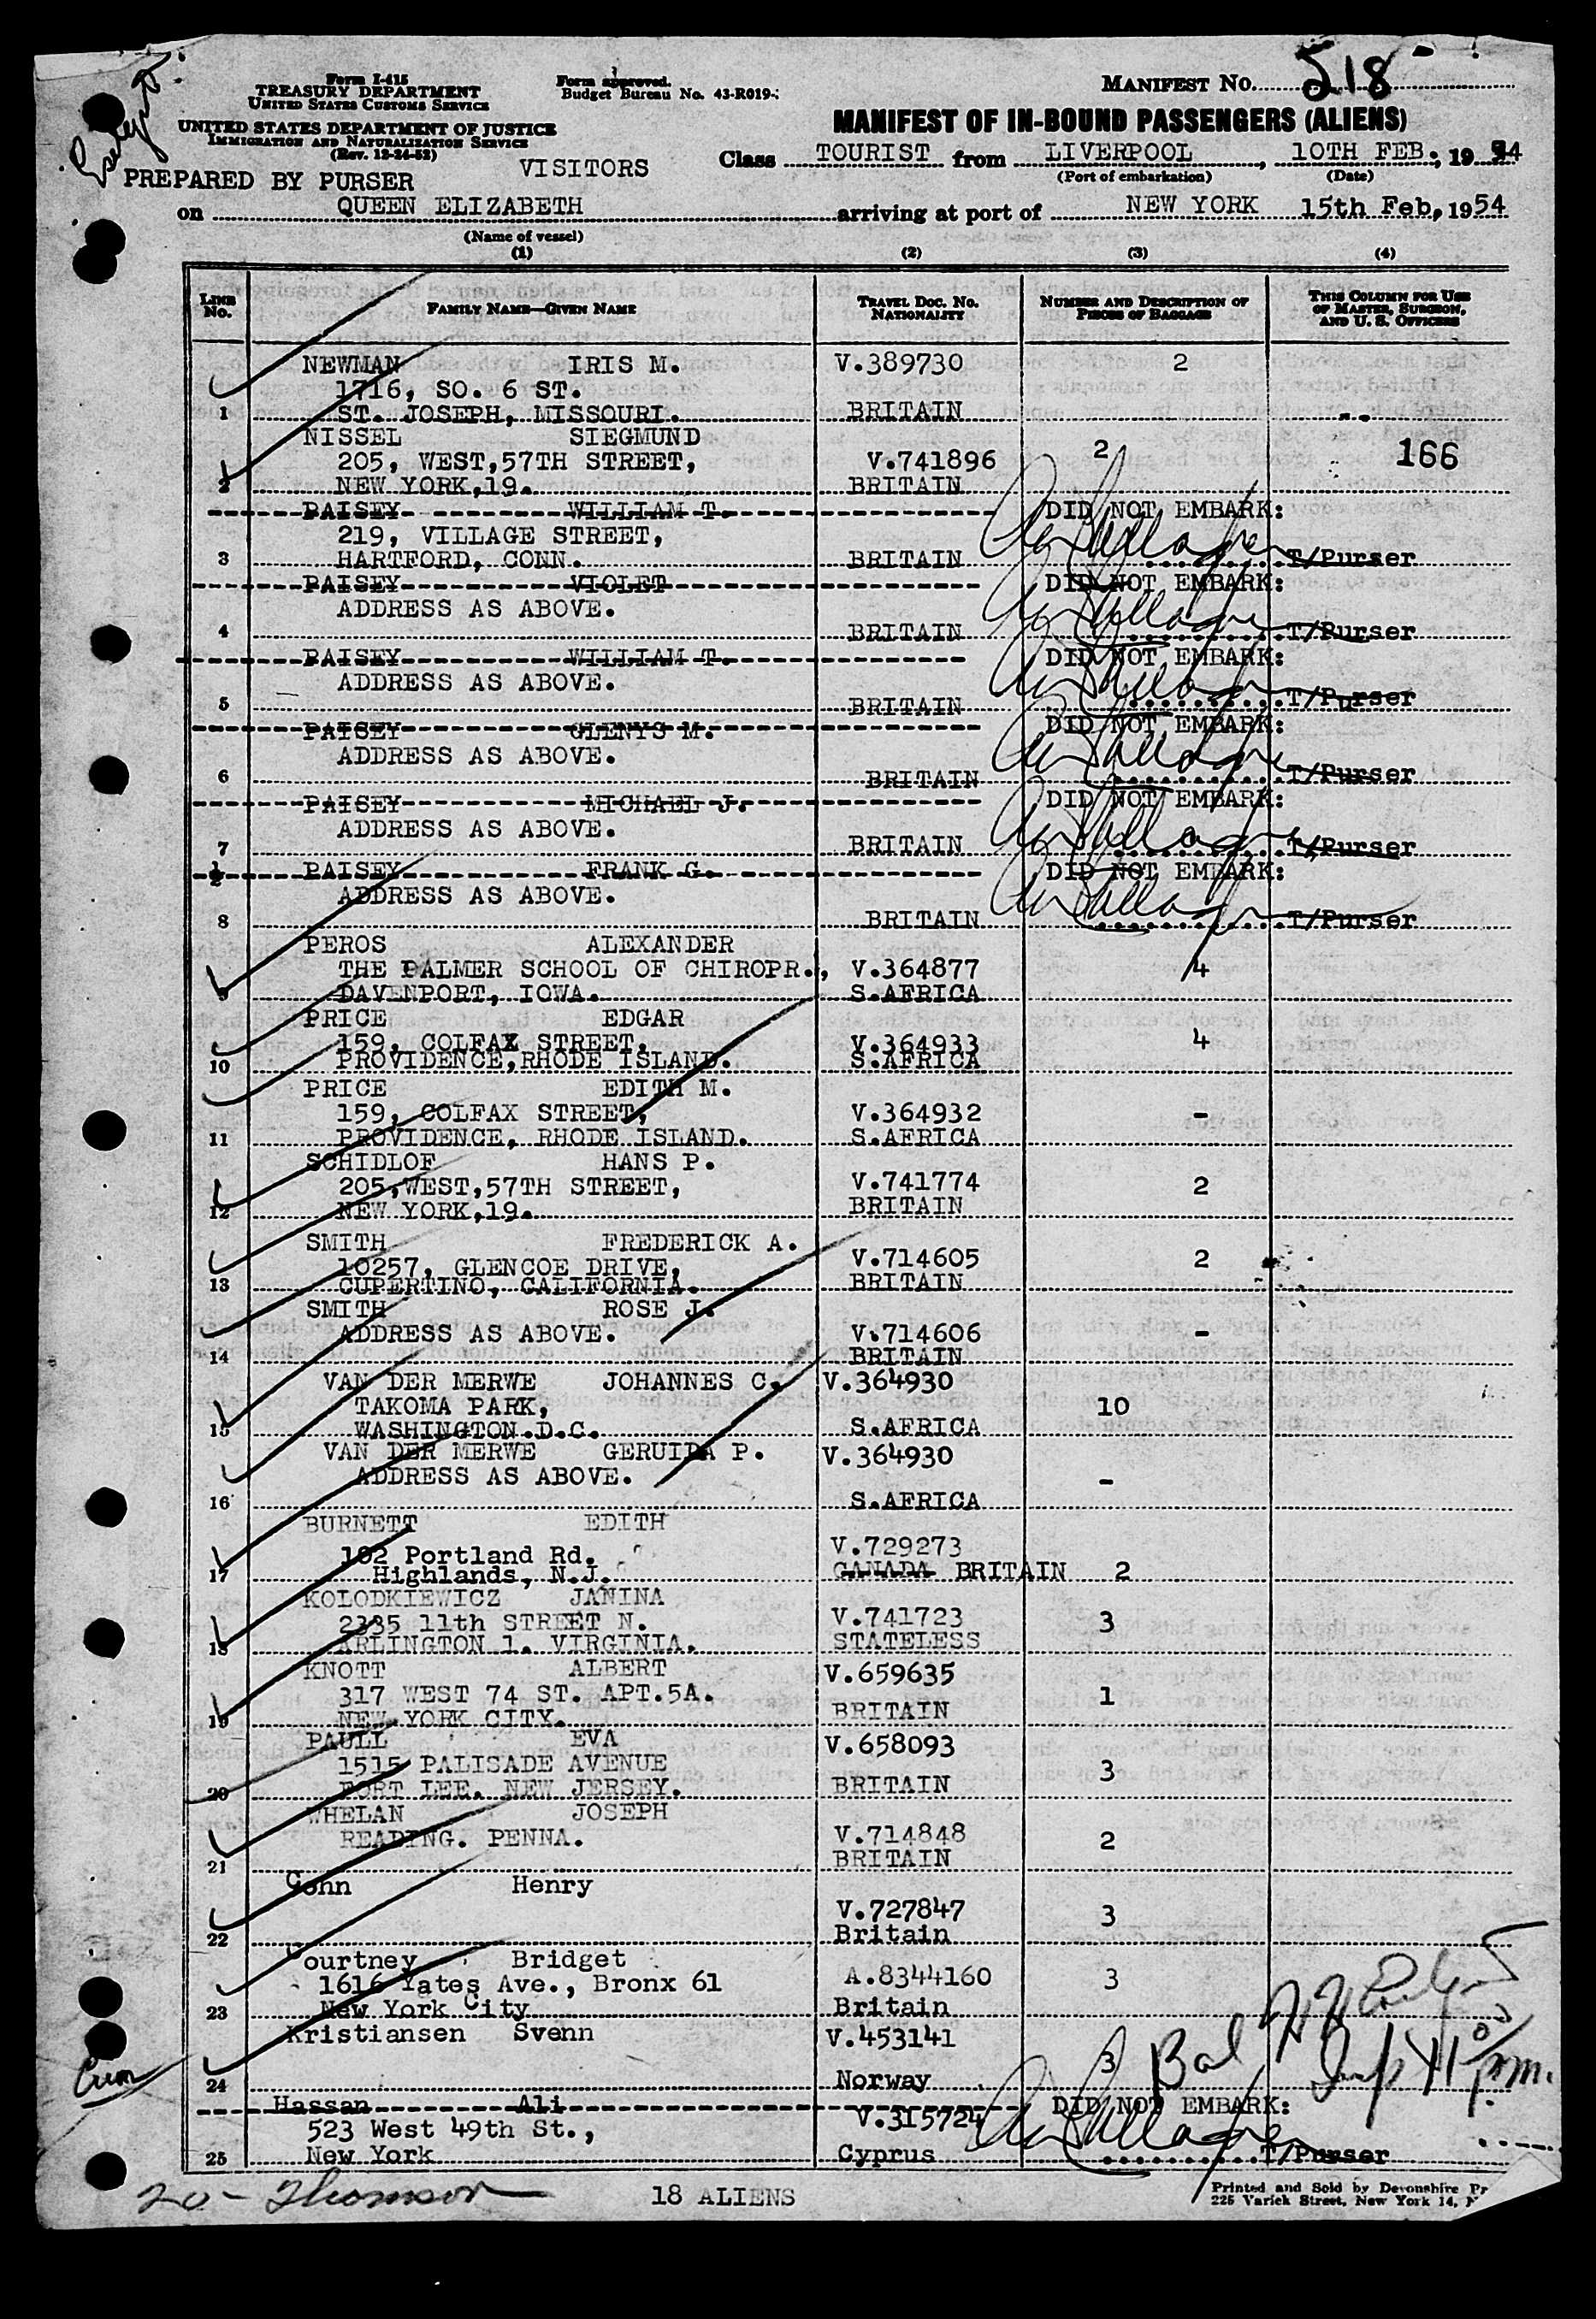 Form I-415
TREASURY DEPARTMENT
UNITED STATES CUSTOMS SERVICE
UNITED STATES DEPARTMENT OF JUSTICE
IMMIGRATION AND NATURALIZATION SERVICE
(Rev. 12-24-52)
Form approved.
Budget Bureau No. 43-R019-
MANIFEST NO. 518
MANIFEST OF IN-BOUND PASSENGERS (ALIENS)
VISITORS
Class TOURIST from LIVERPOOL, 10TH FEB., 1954
(Port of embarkation) (Date)
PREPARED BY PURSER
on QUEEN ELIZABETH arriving at port of NEW YORK 15th Feb, 1954
(Name of vessel)
(1) (2) (3) (4)
LINE NO. FAMILY NAME—GIVEN NAME TRAVEL DOC. NO. NATIONALITY NUMBER AND DESCRIPTION OF PIECES OF BAGGAGE THIS COLUMN FOR USE OF MASTER, SURGEON, AND U. S. OFFICERS
NEWMAN IRIS M. V.389730 2
1716, SO. 6 ST.
1 ST. JOSEPH, MISSOURI. BRITAIN
NISSEL SIEGMUND 2 166
205, WEST,57TH STREET, V.741896
2 NEW YORK,19. BRITAIN
PAISEY WILLIAM T. DID NOT EMBARK:
219, VILLAGE STREET,
3 HARTFORD, CONN. BRITAIN T/Purser
PAISEY VIOLET DID NOT EMBARK:
ADDRESS AS ABOVE.
4 BRITAIN T/Purser
PAISEY WILLIAM T. DID NOT EMBARK:
ADDRESS AS ABOVE.
5 BRITAIN T/Purser
PAISEY GLENYS M. DID NOT EMBARK:
ADDRESS AS ABOVE.
6 BRITAIN T/Purser
PAISEY MICHAEL J. DID NOT EMBARK:
ADDRESS AS ABOVE.
7 BRITAIN T/Purser
½ PAISEY FRANK G. DID NOT EMBARK:
ADDRESS AS ABOVE.
8 BRITAIN T/Purser
PEROS ALEXANDER
THE PALMER SCHOOL OF CHIROPR., V.364877 4
9 DAVENPORT, IOWA. S.AFRICA
PRICE EDGAR
159, COLFAX STREET, V.364933 4
10 PROVIDENCE,RHODE ISLAND. S.AFRICA
PRICE EDITH M.
159, COLFAX STREET, V.364932 -
11 PROVIDENCE, RHODE ISLAND. S.AFRICA
SCHIDLOF HANS P.
205,WEST,57TH STREET, V.741774 2
12 NEW YORK,19. BRITAIN
SMITH FREDERICK A.
10257, GLENCOE DRIVE, V.714605 2
13 CUPERTINO, CALIFORNIA. BRITAIN
SMITH ROSE J.
ADDRESS AS ABOVE. V.714606 -
14 BRITAIN
VAN DER MERWE JOHANNES C. V.364930
TAKOMA PARK, 10
15 WASHINGTON.D.C. S.AFRICA
VAN DER MERWE GERUIDA P. V.364930
ADDRESS AS ABOVE. -
16 S.AFRICA
BURNETT EDITH
102 Portland Rd. V.729273
17 Highlands, N.J. CANADA BRITAIN 2
KOLODKIEWICZ JANINA
2335 11th STREET N. V.741723 3
18 ARLINGTON 1. VIRGINIA. STATELESS
KNOTT ALBERT V.659635
317 WEST 74 ST. APT.5A. 1
19 NEW YORK CITY. BRITAIN
PAULL EVA V.658093
1515 PALISADE AVENUE 3
20 FORT LEE. NEW JERSEY. BRITAIN
WHELAN JOSEPH
READING. PENNA. V.714848 2
21 BRITAIN
Cohn Henry
V.727847 3
22 Britain
Courtney Bridget
1616 Yates Ave., Bronx 61 A.8344160 3
23 New York City Britain
Kristiansen Svenn V.453141
3 Bal
24 Norway
Hassan Ali DID NOT EMBARK:
523 West 49th St., V.315724
25 New York Cyprus T/Purser
20 - Thomson 18 ALIENS
Printed and Sold by Devonshire
225 Varick Street, New York 14,